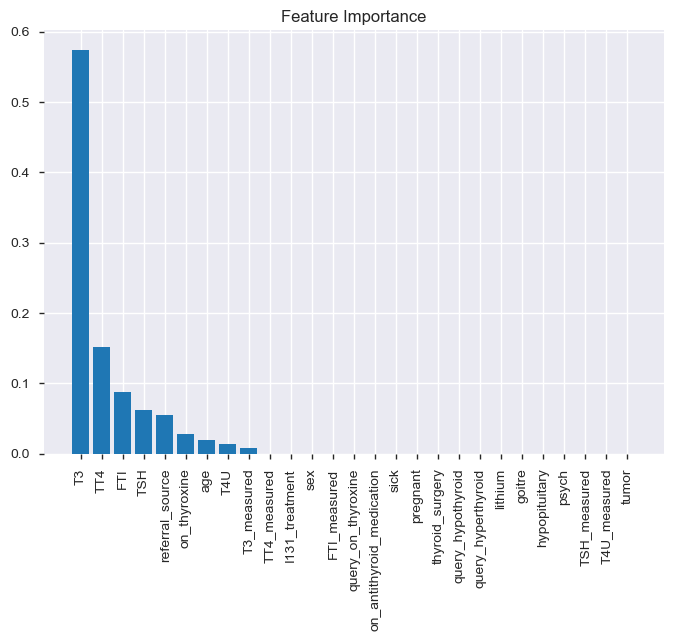 Feature Importance
0.6
0.5
0.4
0.3
0.2
0.1
0.0
T3
TT4
FTI
TSH
referral_source
on_thyroxine
age
T4U
T3_measured
TT4_measured
I131_treatment
sex
FTI_measured
query_on_thyroxine
on_antithyroid_medication
sick
pregnant
thyroid_surgery
query_hypothyroid
query_hyperthyroid
lithium
goitre
hypopituitary
psych
TSH_measured
T4U_measured
tumor